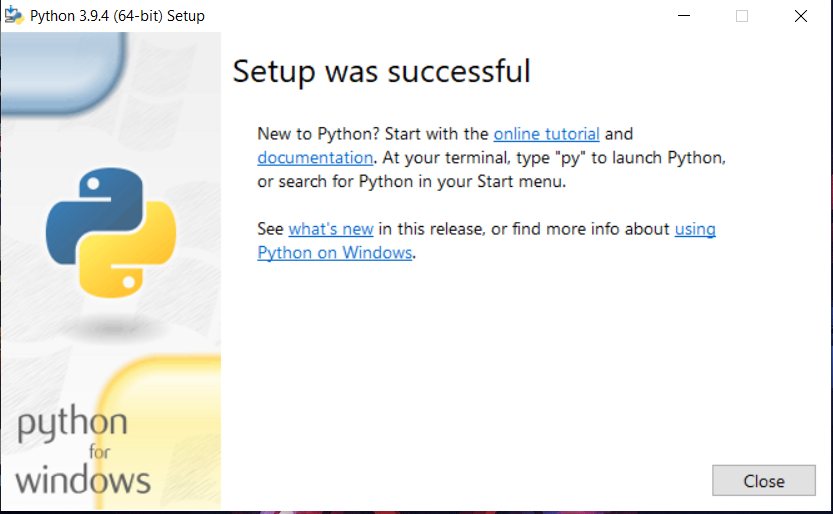 Python 3.9.4 (64-bit) Setup
Setup was successful
New to Python? Start with the online tutorial and
documentation. At your terminal, type "py" to launch Python,
or search for Python in your Start menu.
See what's new in this release, or find more info about using
Python on Windows.
python
for
windows
Close